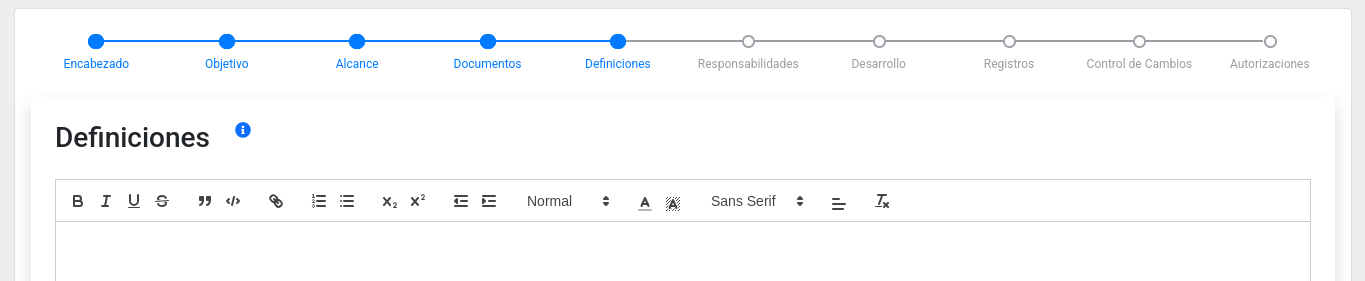 Encabezado Objetivo Alcance Documentos Definiciones Responsabilidades Desarrollo Registros Control de Cambios Autorizaciones
Definiciones
Normal Sans Serif